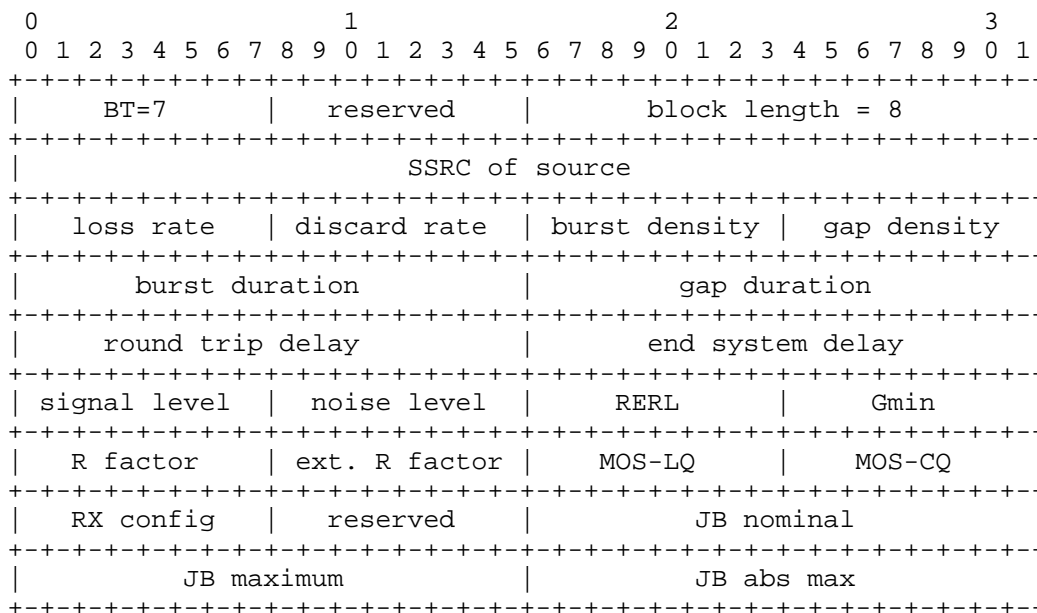 0                   1                   2                   3
 0 1 2 3 4 5 6 7 8 9 0 1 2 3 4 5 6 7 8 9 0 1 2 3 4 5 6 7 8 9 0 1
+-+-+-+-+-+-+-+-+-+-+-+-+-+-+-+-+-+-+-+-+-+-+-+-+-+-+-+-+-+-+-+--
|     BT=7      |   reserved    |       block length = 8
+-+-+-+-+-+-+-+-+-+-+-+-+-+-+-+-+-+-+-+-+-+-+-+-+-+-+-+-+-+-+-+--
|                        SSRC of source
+-+-+-+-+-+-+-+-+-+-+-+-+-+-+-+-+-+-+-+-+-+-+-+-+-+-+-+-+-+-+-+--
|   loss rate   | discard rate  | burst density |  gap density
+-+-+-+-+-+-+-+-+-+-+-+-+-+-+-+-+-+-+-+-+-+-+-+-+-+-+-+-+-+-+-+--
|       burst duration          |         gap duration
+-+-+-+-+-+-+-+-+-+-+-+-+-+-+-+-+-+-+-+-+-+-+-+-+-+-+-+-+-+-+-+--
|     round trip delay          |       end system delay
+-+-+-+-+-+-+-+-+-+-+-+-+-+-+-+-+-+-+-+-+-+-+-+-+-+-+-+-+-+-+-+--
| signal level  |  noise level  |     RERL      |     Gmin
+-+-+-+-+-+-+-+-+-+-+-+-+-+-+-+-+-+-+-+-+-+-+-+-+-+-+-+-+-+-+-+--
|   R factor    | ext. R factor |    MOS-LQ     |    MOS-CQ
+-+-+-+-+-+-+-+-+-+-+-+-+-+-+-+-+-+-+-+-+-+-+-+-+-+-+-+-+-+-+-+--
|   RX config   |   reserved    |          JB nominal
+-+-+-+-+-+-+-+-+-+-+-+-+-+-+-+-+-+-+-+-+-+-+-+-+-+-+-+-+-+-+-+--
|          JB maximum           |          JB abs max
+-+-+-+-+-+-+-+-+-+-+-+-+-+-+-+-+-+-+-+-+-+-+-+-+-+-+-+-+-+-+-+--